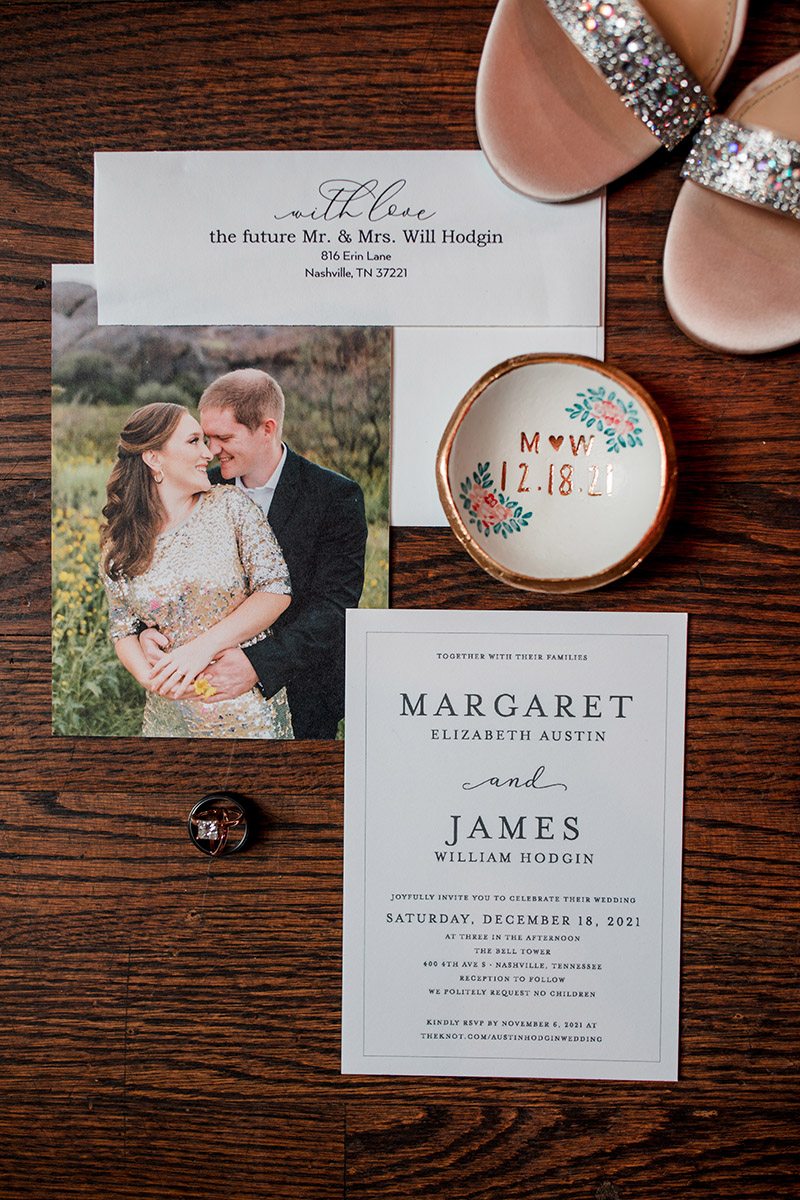 with love
the future Mr. & Mrs. Will Hodgin
816 Erin Lane
Nashville, TN 37221
M ♥ W
12.18.21
TOGETHER WITH THEIR FAMILIES
MARGARET
ELIZABETH AUSTIN
and
JAMES
WILLIAM HODGIN
JOYFULLY INVITE YOU TO CELEBRATE THEIR WEDDING
SATURDAY, DECEMBER 18, 2021
AT THREE IN THE AFTERNOON
THE BELL TOWER
400 4TH AVE S - NASHVILLE, TENNESSEE
RECEPTION TO FOLLOW
WE POLITELY REQUEST NO CHILDREN
KINDLY RSVP BY NOVEMBER 6, 2021 AT
THEKNOT.COM/AUSTINHODGINWEDDING